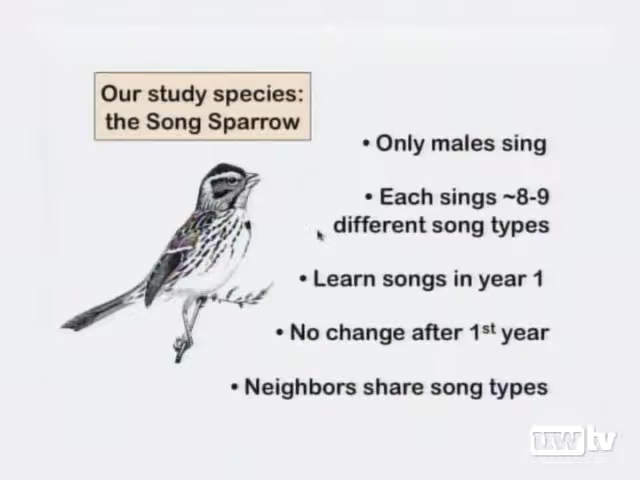 Our study species:
the Song Sparrow
• Only males sing
• Each sings ~8-9
different song types
• Learn songs in year 1
• No change after 1st year
• Neighbors share song types
uwtv